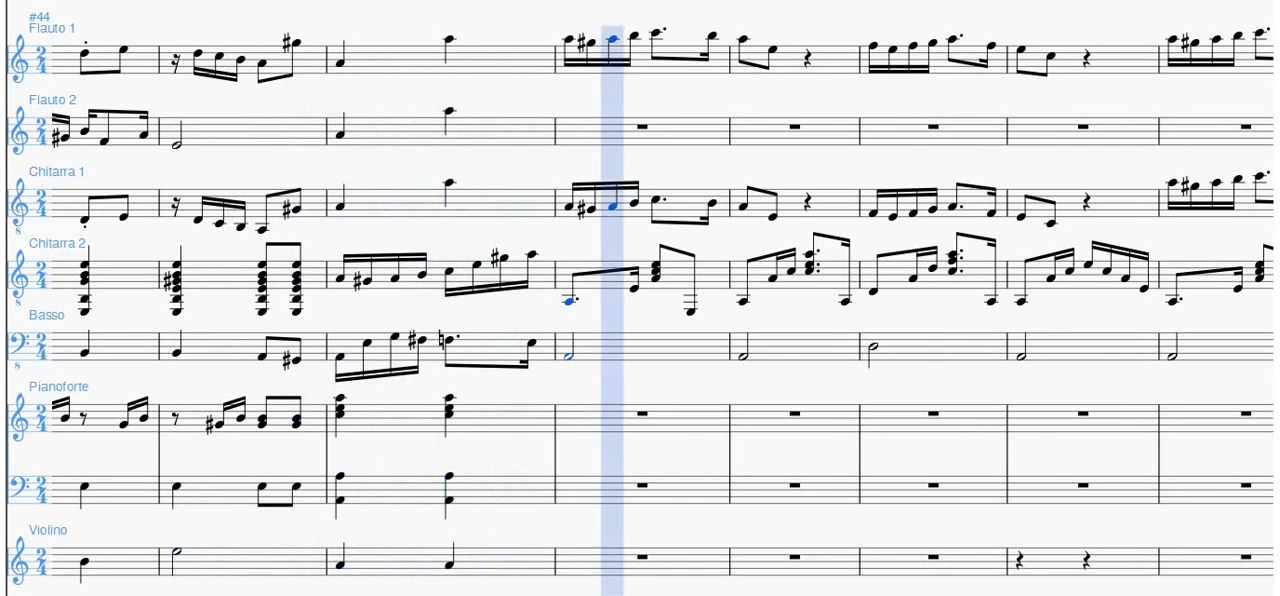 #44
Flauto 1
Flauto 2
Chitarra 1
Chitarra 2
Basso
Pianoforte
Violino